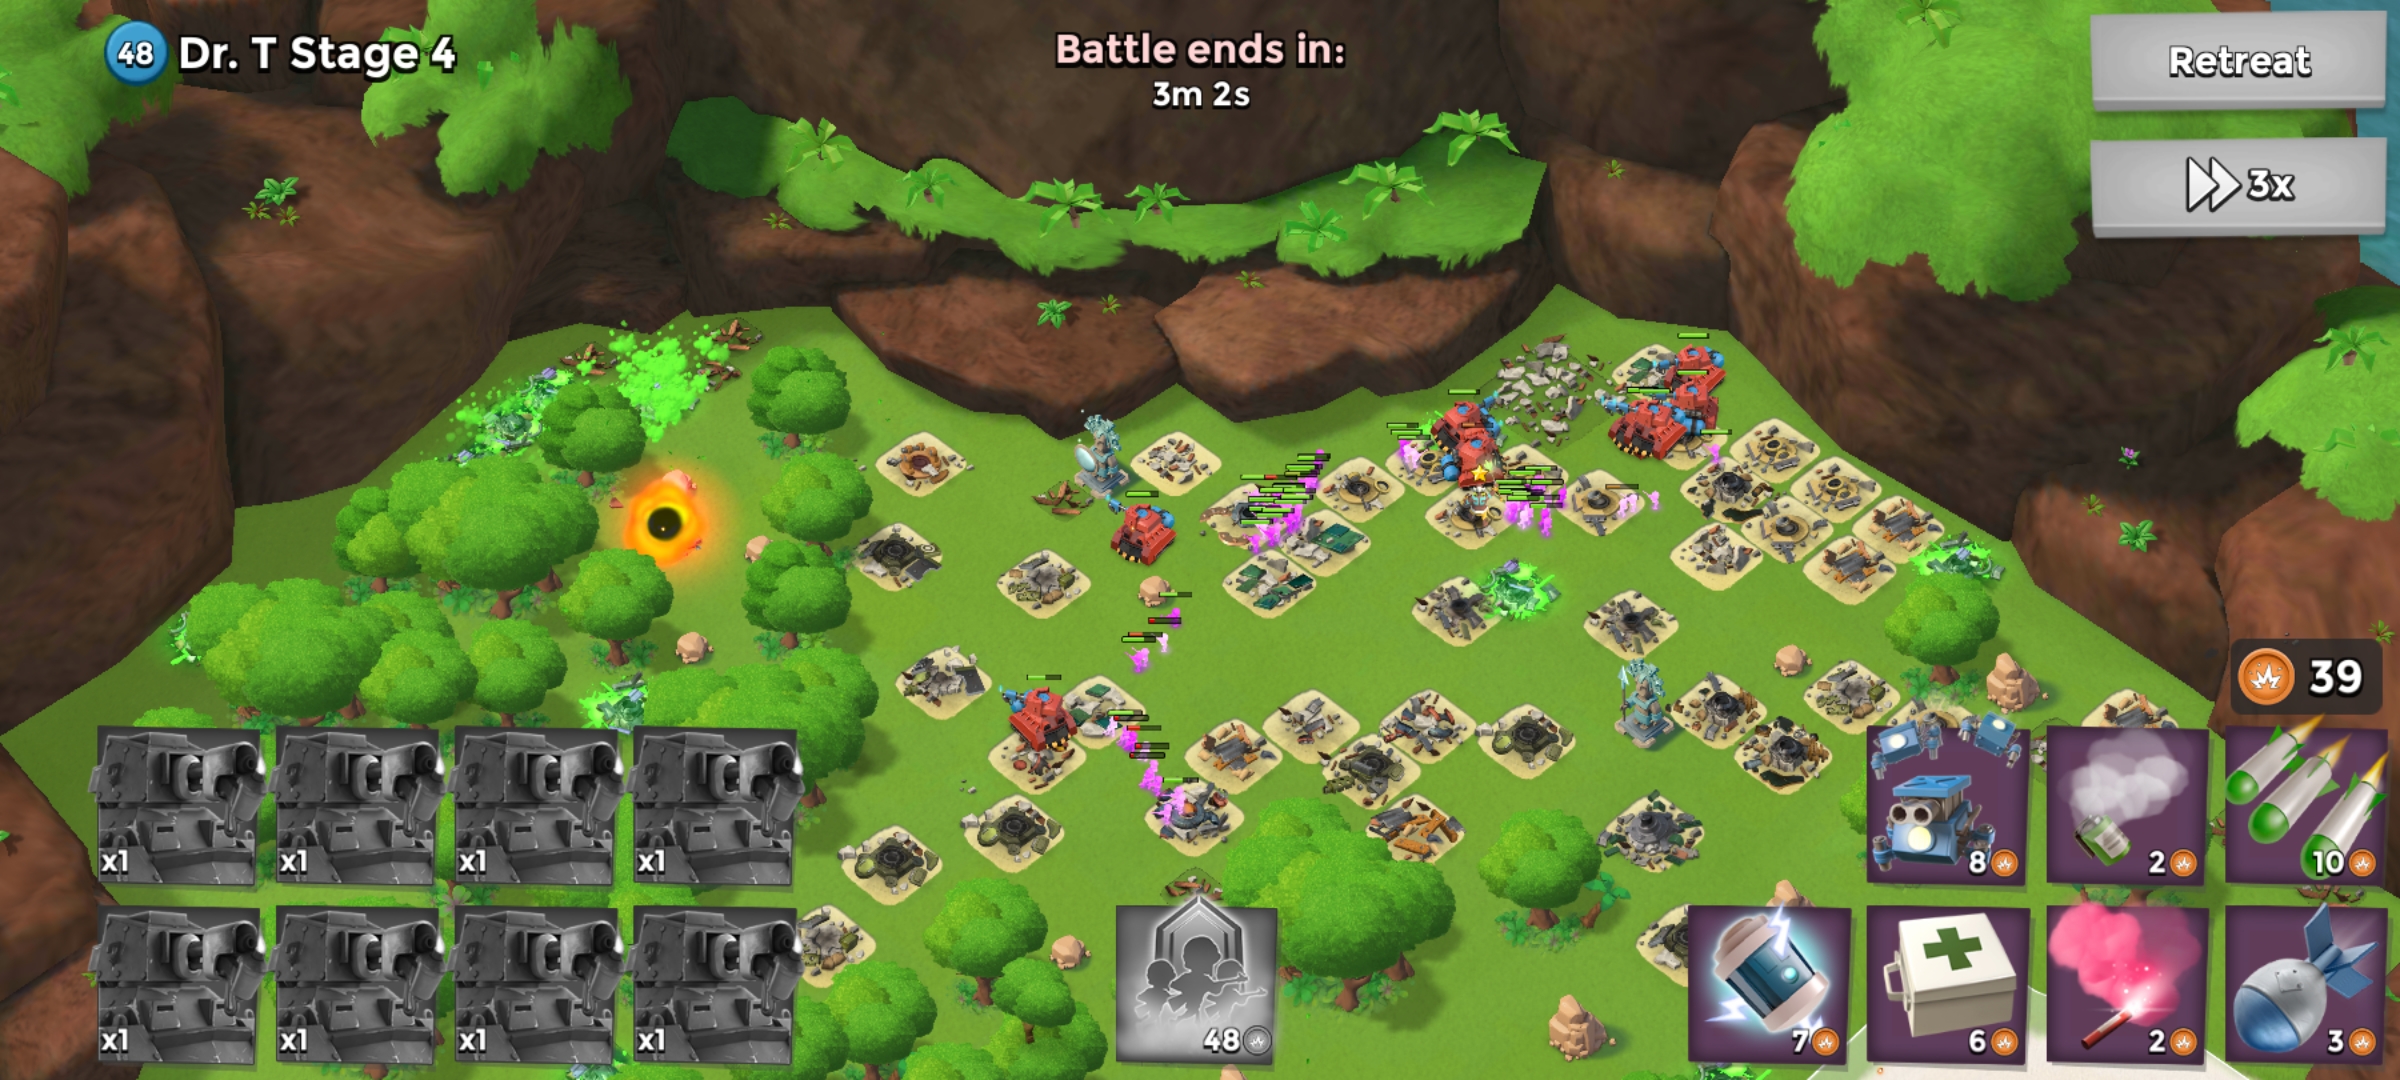 48 Dr. T Stage 4
Battle ends in:
3m 2s
Retreat
3x
39
x1 x1 x1 x1
8 2 10
x1 x1 x1 x1
48
7 6 2 3